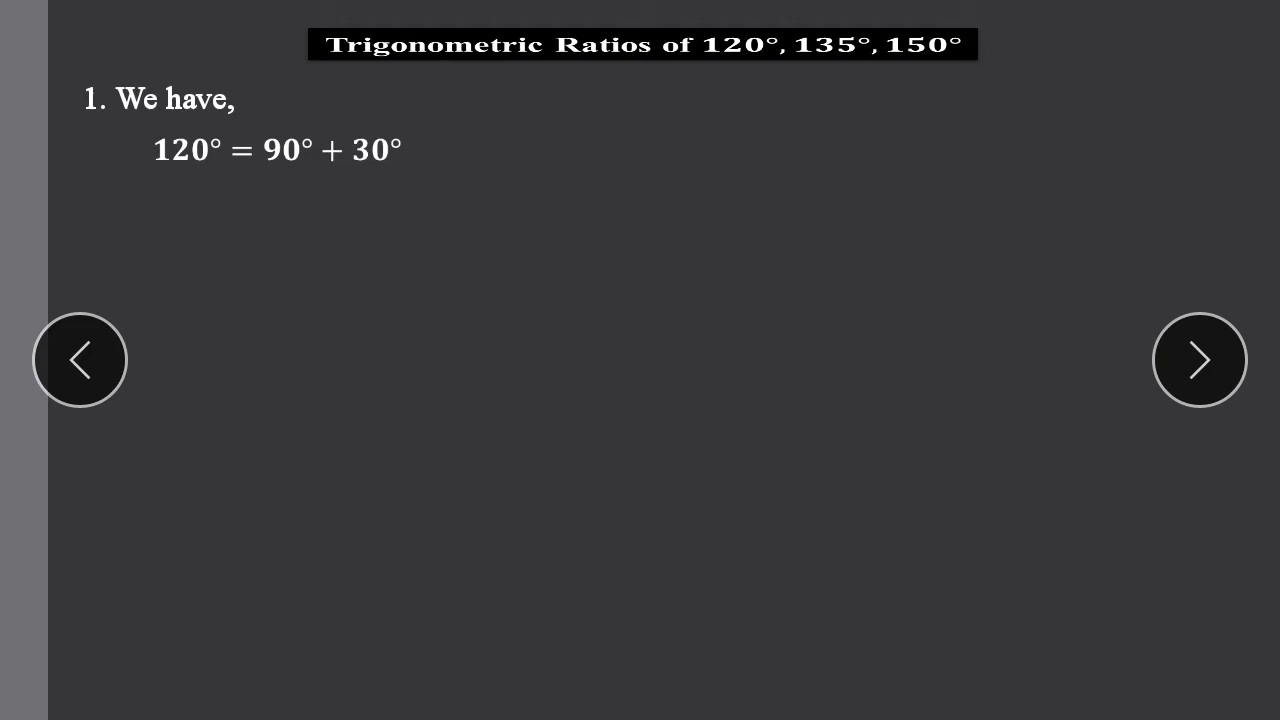 Trigonometric Ratios of 120°, 135°, 150°
1. We have,
120° = 90° + 30°